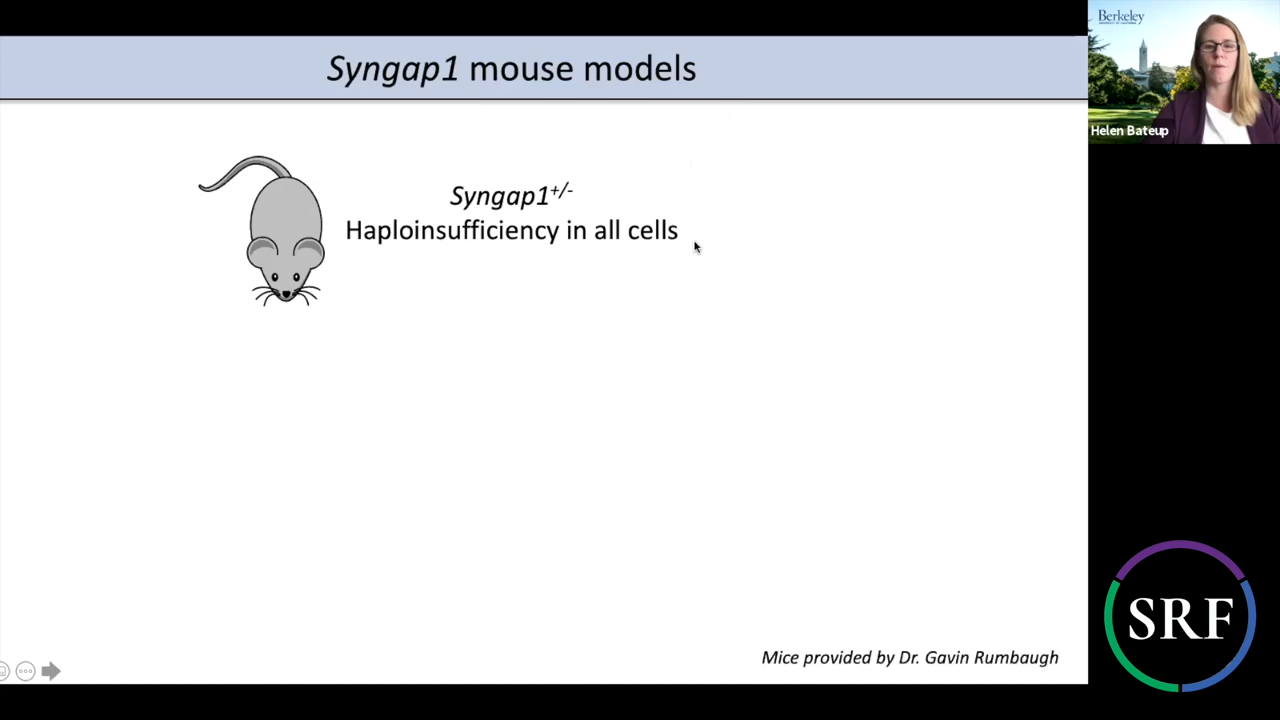 Syngap1 mouse models
Syngap1+/-
Haploinsufficiency in all cells
Mice provided by Dr. Gavin Rumbaugh
Berkeley
Helen Bateup
SRF